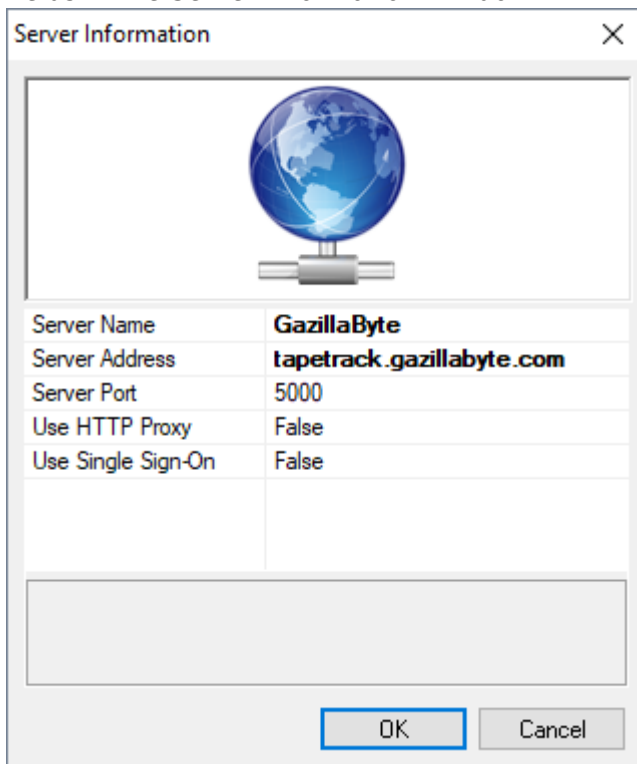 Server Information
Server Name GazillaByte
Server Address tapetrack.gazillabyte.com
Server Port 5000
Use HTTP Proxy False
Use Single Sign-On False
OK Cancel